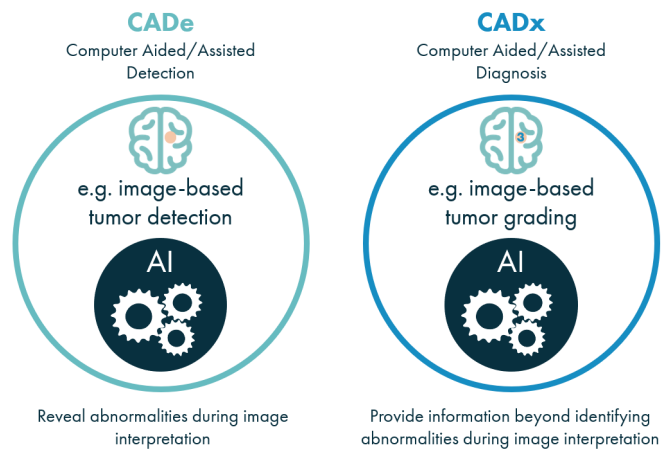 CADe
Computer Aided/Assisted
Detection
e.g. image-based
tumor detection
AI
Reveal abnormalities during image
interpretation
CADx
Computer Aided/Assisted
Diagnosis
3
e.g. image-based
tumor grading
AI
Provide information beyond identifying
abnormalities during image interpretation